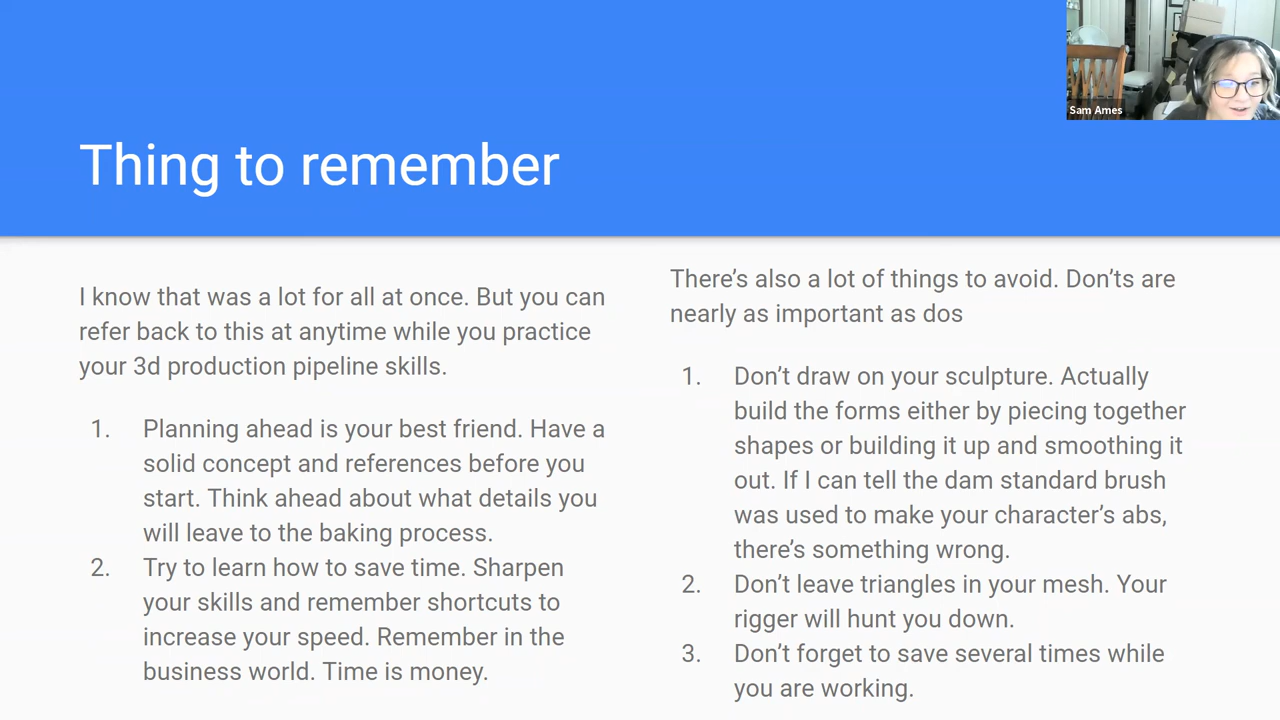 Sam Ames
Thing to remember
I know that was a lot for all at once. But you can
refer back to this at anytime while you practice
your 3d production pipeline skills.
1. Planning ahead is your best friend. Have a
solid concept and references before you
start. Think ahead about what details you
will leave to the baking process.
2. Try to learn how to save time. Sharpen
your skills and remember shortcuts to
increase your speed. Remember in the
business world. Time is money.
There’s also a lot of things to avoid. Don’ts are
nearly as important as dos
1. Don’t draw on your sculpture. Actually
build the forms either by piecing together
shapes or building it up and smoothing it
out. If I can tell the dam standard brush
was used to make your character’s abs,
there’s something wrong.
2. Don’t leave triangles in your mesh. Your
rigger will hunt you down.
3. Don’t forget to save several times while
you are working.